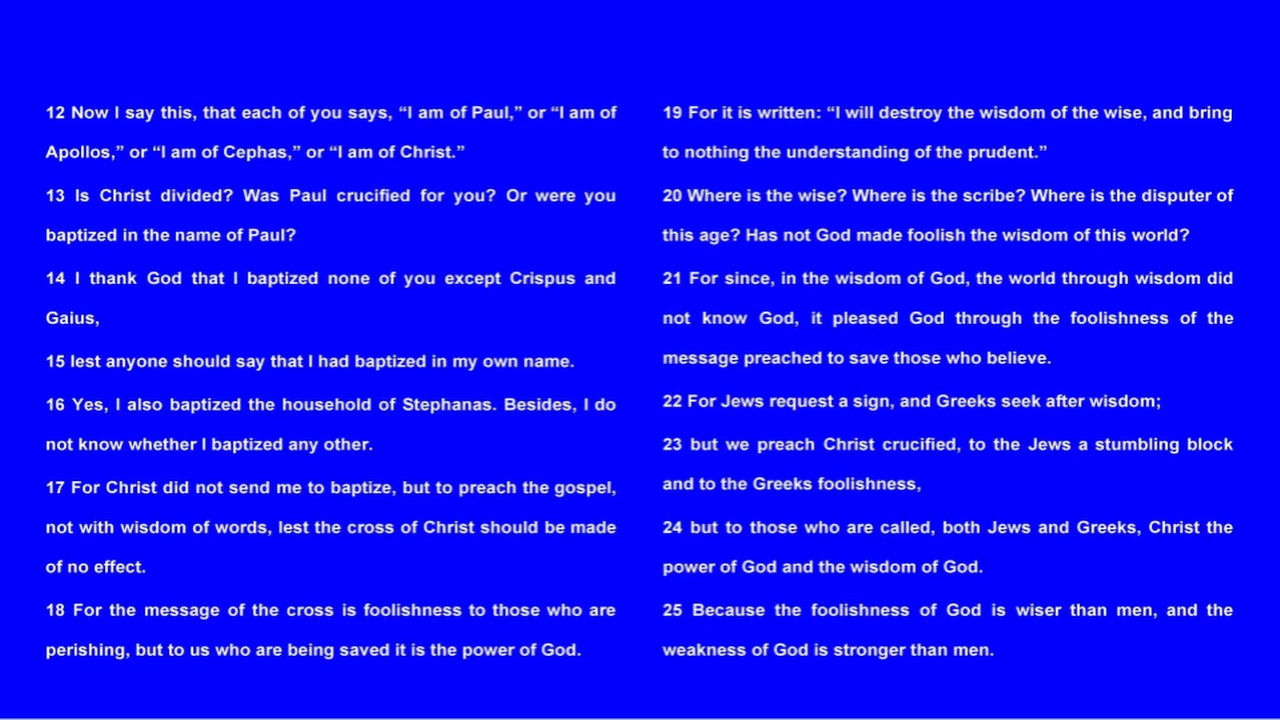 12 Now I say this, that each of you says, “I am of Paul,” or “I am of
Apollos,” or “I am of Cephas,” or “I am of Christ.”
13 Is Christ divided? Was Paul crucified for you? Or were you
baptized in the name of Paul?
14 I thank God that I baptized none of you except Crispus and
Gaius,
15 lest anyone should say that I had baptized in my own name.
16 Yes, I also baptized the household of Stephanas. Besides, I do
not know whether I baptized any other.
17 For Christ did not send me to baptize, but to preach the gospel,
not with wisdom of words, lest the cross of Christ should be made
of no effect.
18 For the message of the cross is foolishness to those who are
perishing, but to us who are being saved it is the power of God.
19 For it is written: “I will destroy the wisdom of the wise, and bring
to nothing the understanding of the prudent.”
20 Where is the wise? Where is the scribe? Where is the disputer of
this age? Has not God made foolish the wisdom of this world?
21 For since, in the wisdom of God, the world through wisdom did
not know God, it pleased God through the foolishness of the
message preached to save those who believe.
22 For Jews request a sign, and Greeks seek after wisdom;
23 but we preach Christ crucified, to the Jews a stumbling block
and to the Greeks foolishness,
24 but to those who are called, both Jews and Greeks, Christ the
power of God and the wisdom of God.
25 Because the foolishness of God is wiser than men, and the
weakness of God is stronger than men.